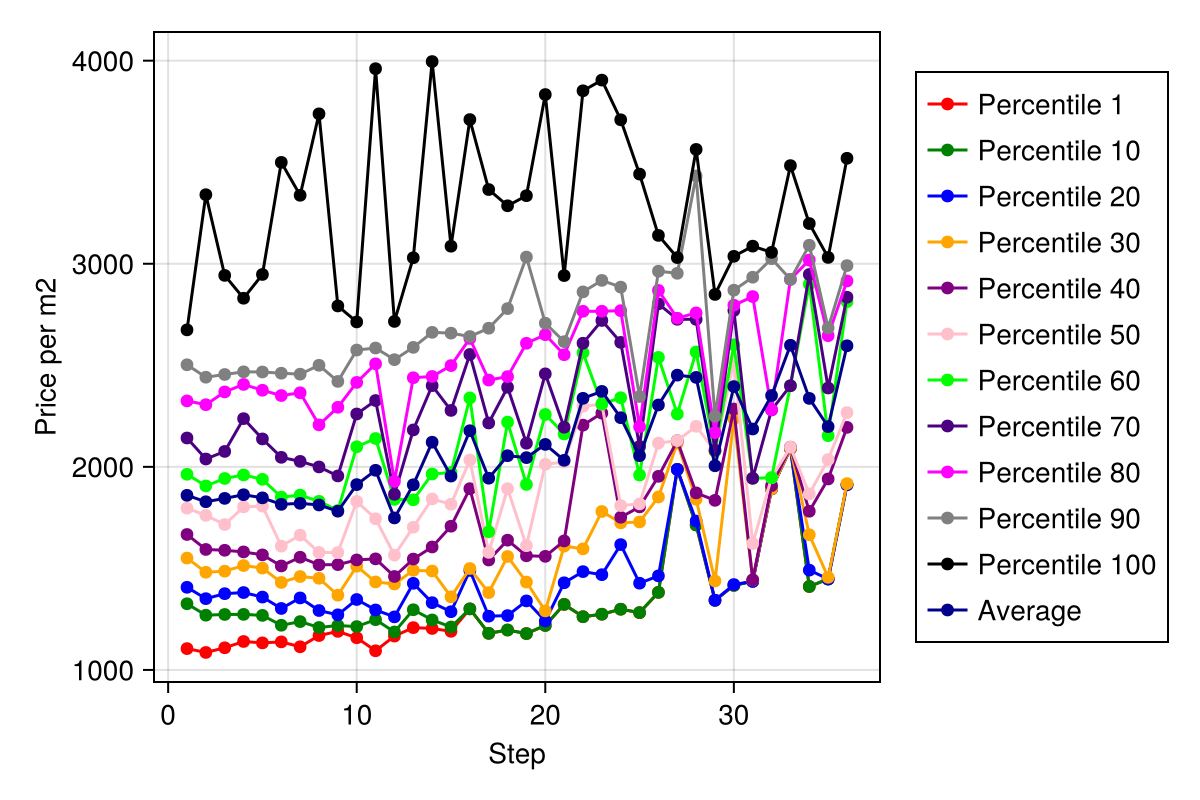 4000
3000
2000
1000
Price per m2
0
10
20
30
Step
Percentile 1
Percentile 10
Percentile 20
Percentile 30
Percentile 40
Percentile 50
Percentile 60
Percentile 70
Percentile 80
Percentile 90
Percentile 100
Average